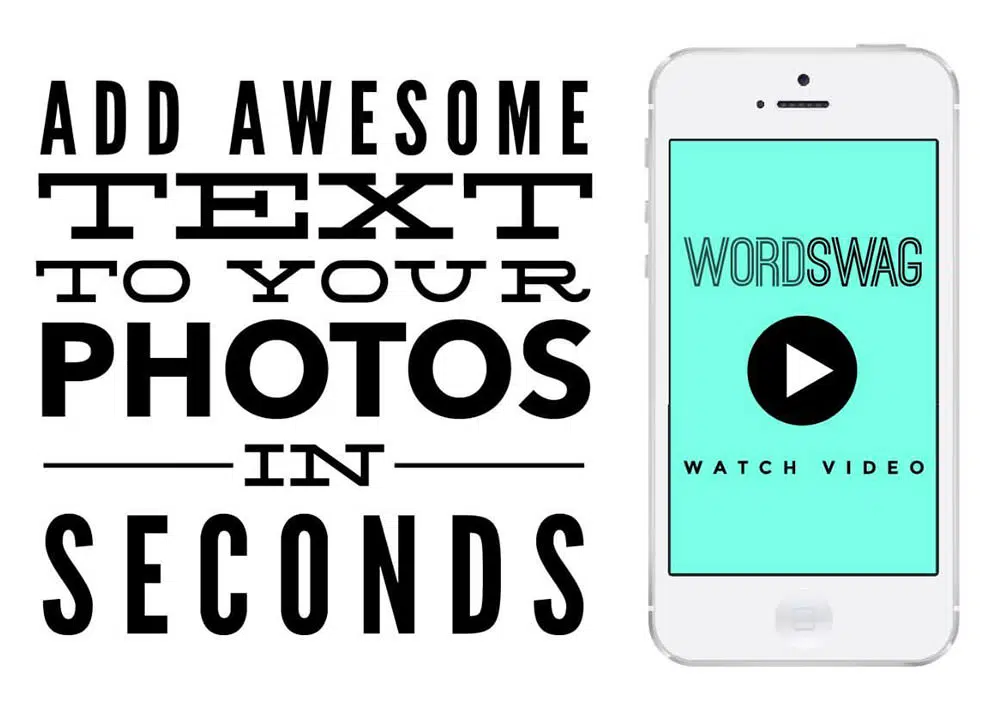 ADD AWESOME
TEXT
TO YOUR
PHOTOS
IN
SECONDS
WORDSWAG
WATCH VIDEO